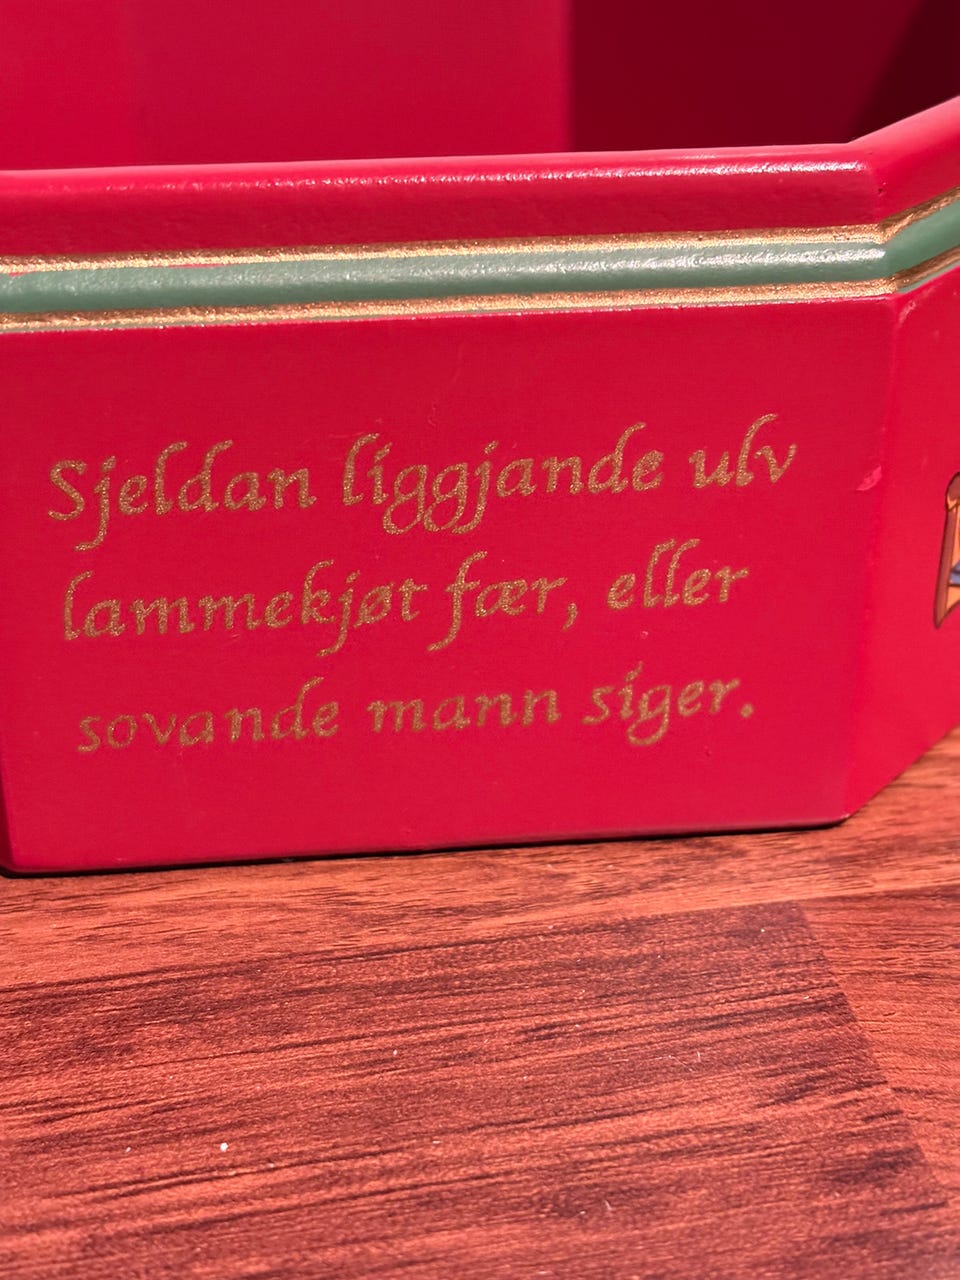 Sjeldan liggjande ulv
lammekjøt fær, eller
sovande mann siger.